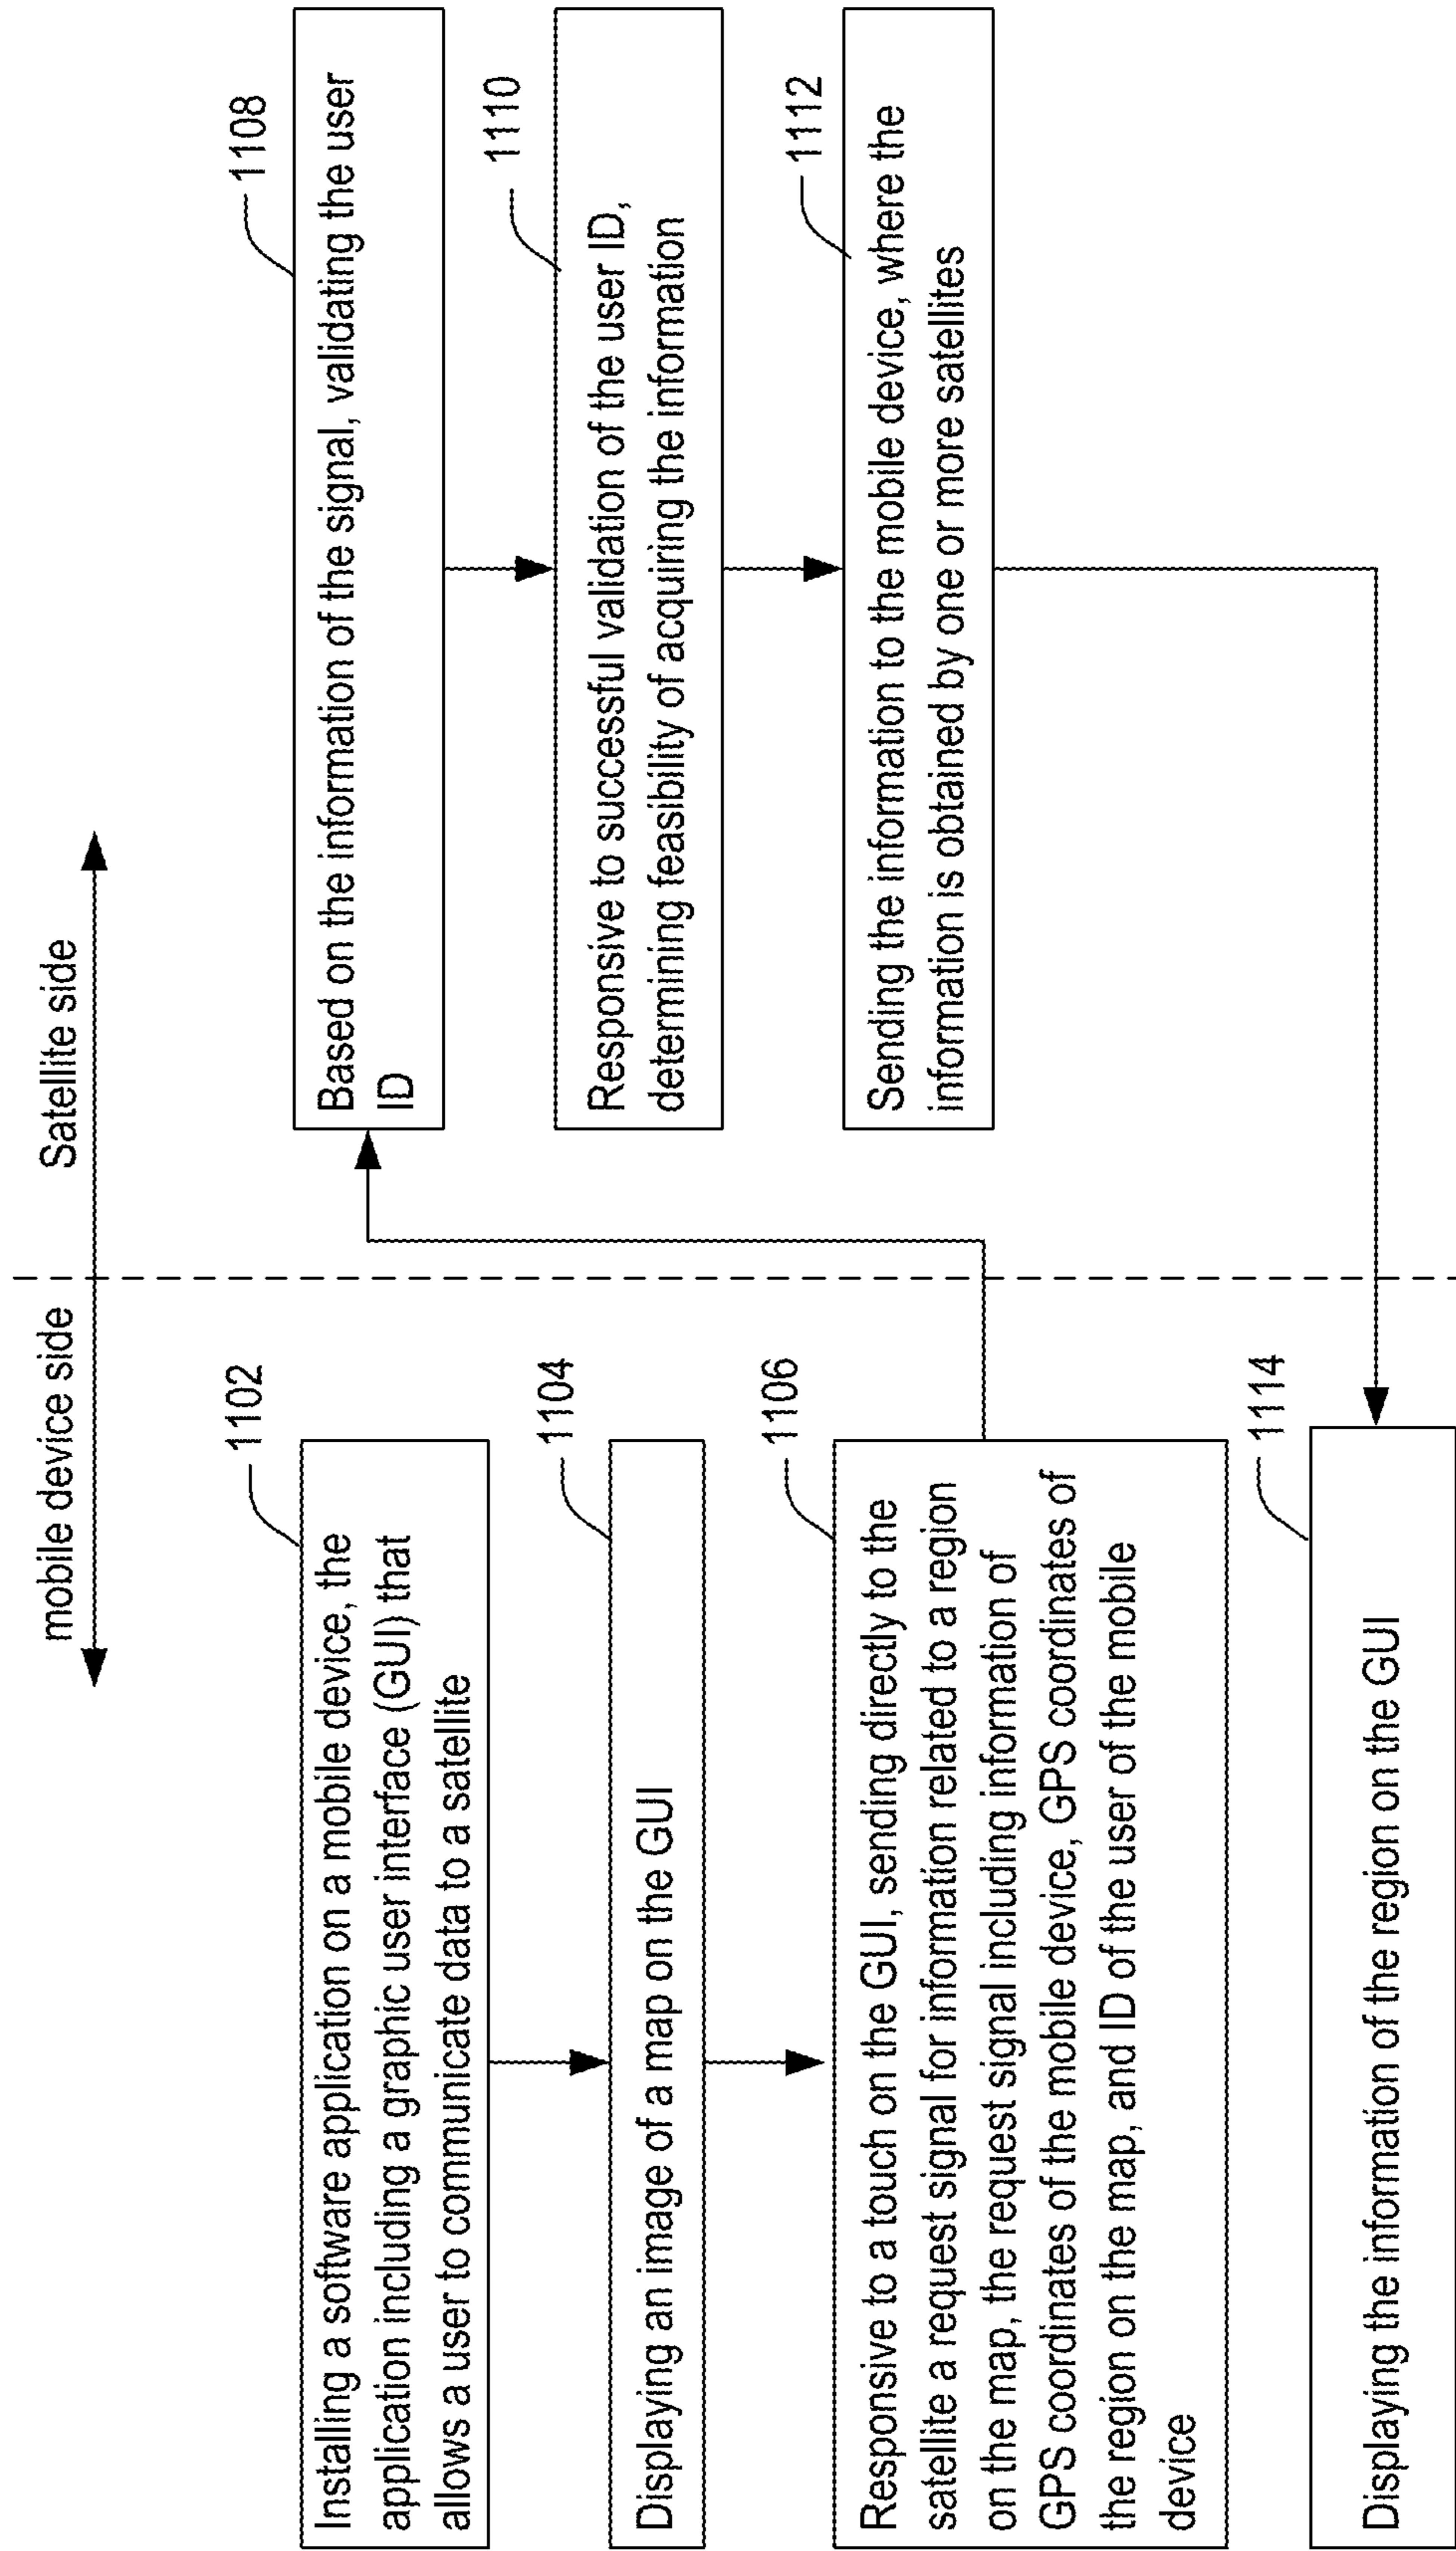 mobile device side
Satellite side
1102
Installing a software application on a mobile device, the
application including a graphic user interface (GUI) that
allows a user to communicate data to a satellite
1104
Displaying an image of a map on the GUI
1106
Responsive to a touch on the GUI, sending directly to the
satellite a request signal for information related to a region
on the map, the request signal including information of
GPS coordinates of the mobile device, GPS coordinates of
the region on the map, and ID of the user of the mobile
device
1108
Based on the information of the signal, validating the user
ID
1110
Responsive to successful validation of the user ID,
determining feasibility of acquiring the information
1112
Sending the information to the mobile device, where the
information is obtained by one or more satellites
1114
Displaying the information of the region on the GUI